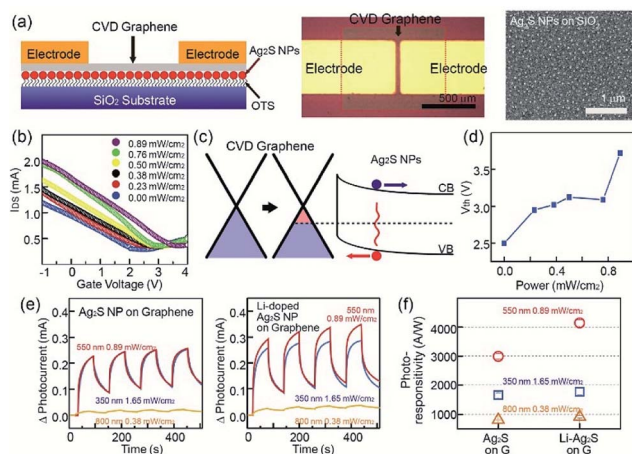 (a)
CVD Graphene
Electrode
Electrode
Ag2S NPs
SiO2 Substrate
OTS
CVD Graphene
Electrode
Electrode
500 μm
Ag2S NPs on SiO2
1 μm
(b)
IDS (mA)
2.0
1.5
1.0
0.5
0.89 mW/cm2
0.76 mW/cm2
0.50 mW/cm2
0.38 mW/cm2
0.23 mW/cm2
0.00 mW/cm2
-1 0 1 2 3 4
Gate Voltage (V)
(c)
CVD Graphene
Ag2S NPs
CB
VB
(d)
Vth (V)
3.5
3.0
2.5
0.0 0.4 0.8
Power (mW/cm2)
(e)
Δ Photocurrent (mA)
0.4
0.3
0.2
0.1
0.0
Ag2S NP on Graphene
550 nm 0.89 mW/cm2
350 nm 1.65 mW/cm2
800 nm 0.38 mW/cm2
0 200 400
Time (s)
Δ Photocurrent (mA)
0.4
0.3
0.2
0.1
0.0
Li-doped
Ag2S NP
on Graphene
550 nm
0.89 mW/cm2
350 nm 1.65 mW/cm2
800 nm 0.38 mW/cm2
0 200 400
Time (s)
(f)
Photo-
responsitivity (A/W)
4000
3000
2000
1000
550 nm 0.89 mW/cm2
350 nm 1.65 mW/cm2
800 nm 0.38 mW/cm2
Ag2S
on G
Li-Ag2S
on G